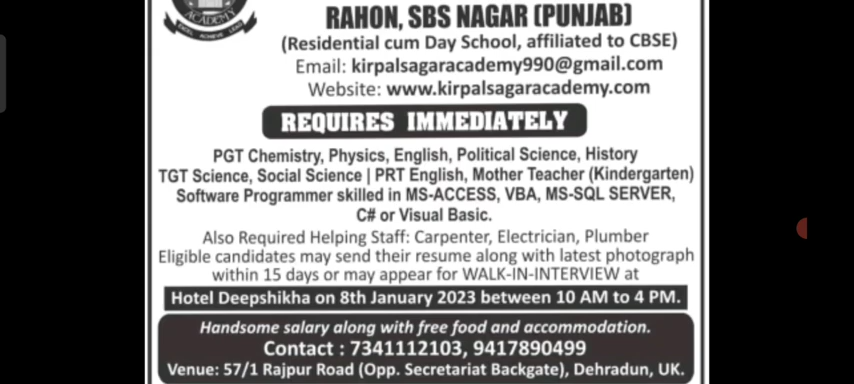 ACADEMY
RAHON, SBS NAGAR (PUNJAB)
(Residential cum Day School, affiliated to CBSE)
Email: kirpalsagaracademy990@gmail.com
Website: www.kirpalsagaracademy.com
REQUIRES IMMEDIATELY
PGT Chemistry, Physics, English, Political Science, History
TGT Science, Social Science | PRT English, Mother Teacher (Kindergarten)
Software Programmer skilled in MS-ACCESS, VBA, MS-SQL SERVER,
C# or Visual Basic.
Also Required Helping Staff: Carpenter, Electrician, Plumber
Eligible candidates may send their resume along with latest photograph
within 15 days or may appear for WALK-IN-INTERVIEW at
Hotel Deepshikha on 8th January 2023 between 10 AM to 4 PM.
Handsome salary along with free food and accommodation.
Contact : 7341112103, 9417890499
Venue: 57/1 Rajpur Road (Opp. Secretariat Backgate), Dehradun, UK.